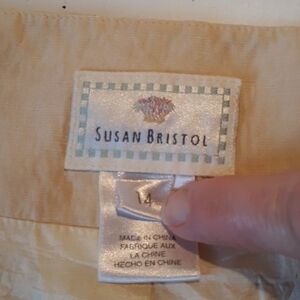 SUSAN BRISTOL
14
MADE IN CHINA
FABRIQUE AUX
LA CHINE
HECHO EN CHINE